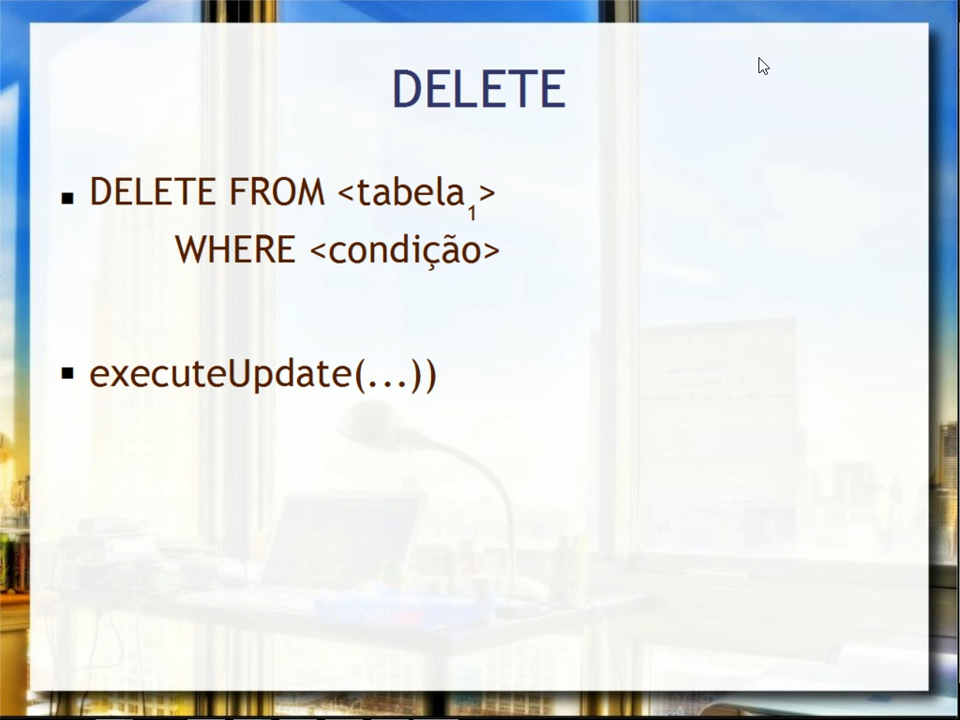 DELETE
DELETE FROM <tabela1>
WHERE <condição>
executeUpdate(...))